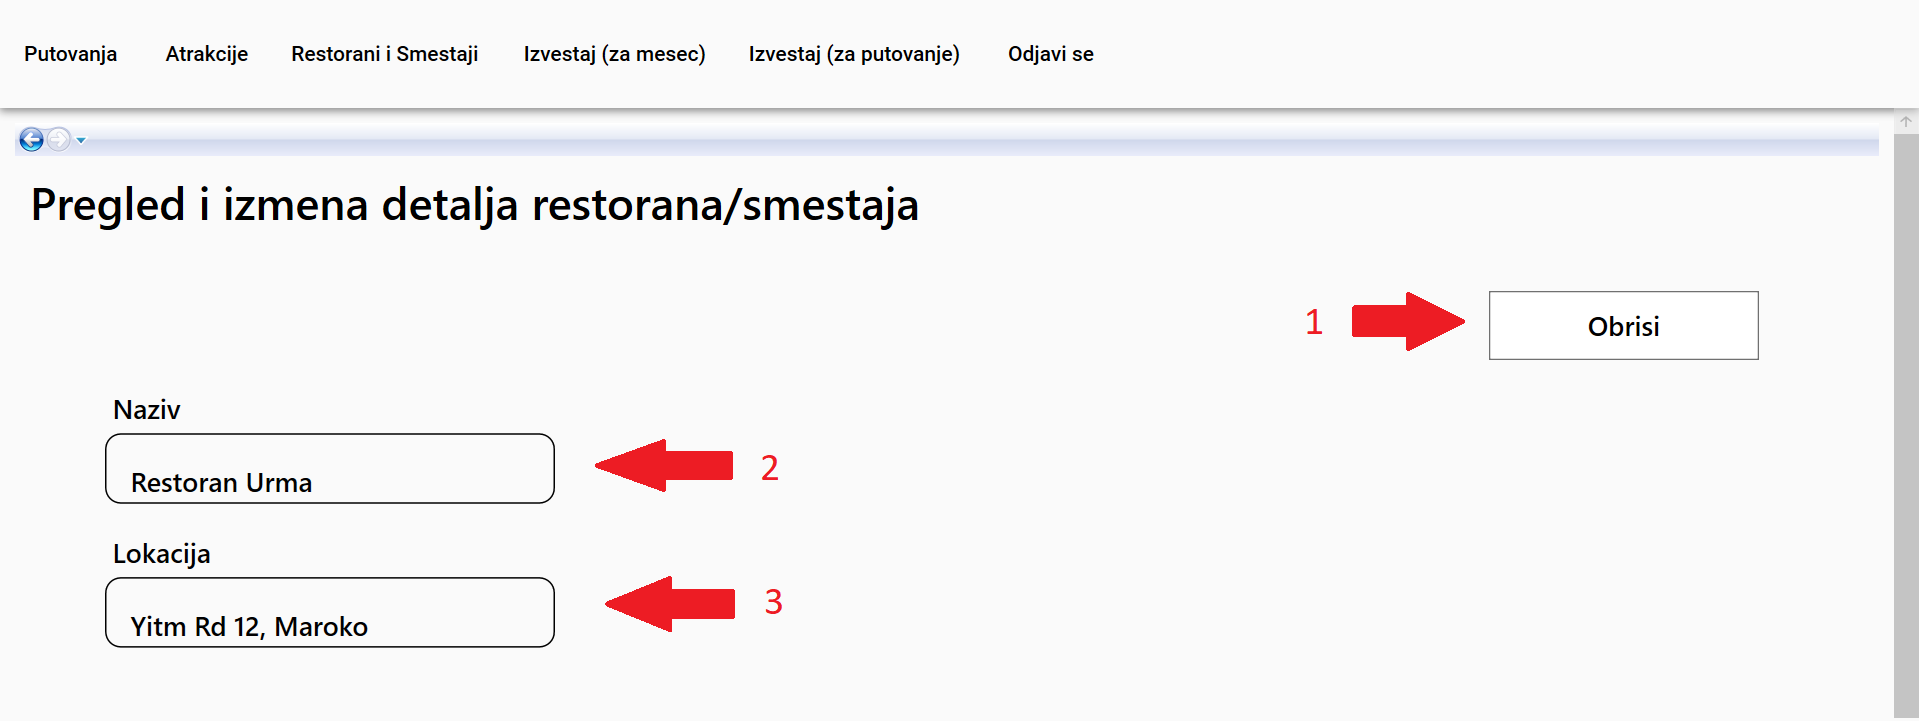 Putovanja Atrakcije Restorani i Smestaji Izvestaj (za mesec) Izvestaj (za putovanje) Odjavi se
Pregled i izmena detalja restorana/smestaja
1 Obrisi
Naziv
Restoran Urma 2
Lokacija
Yitm Rd 12, Maroko 3